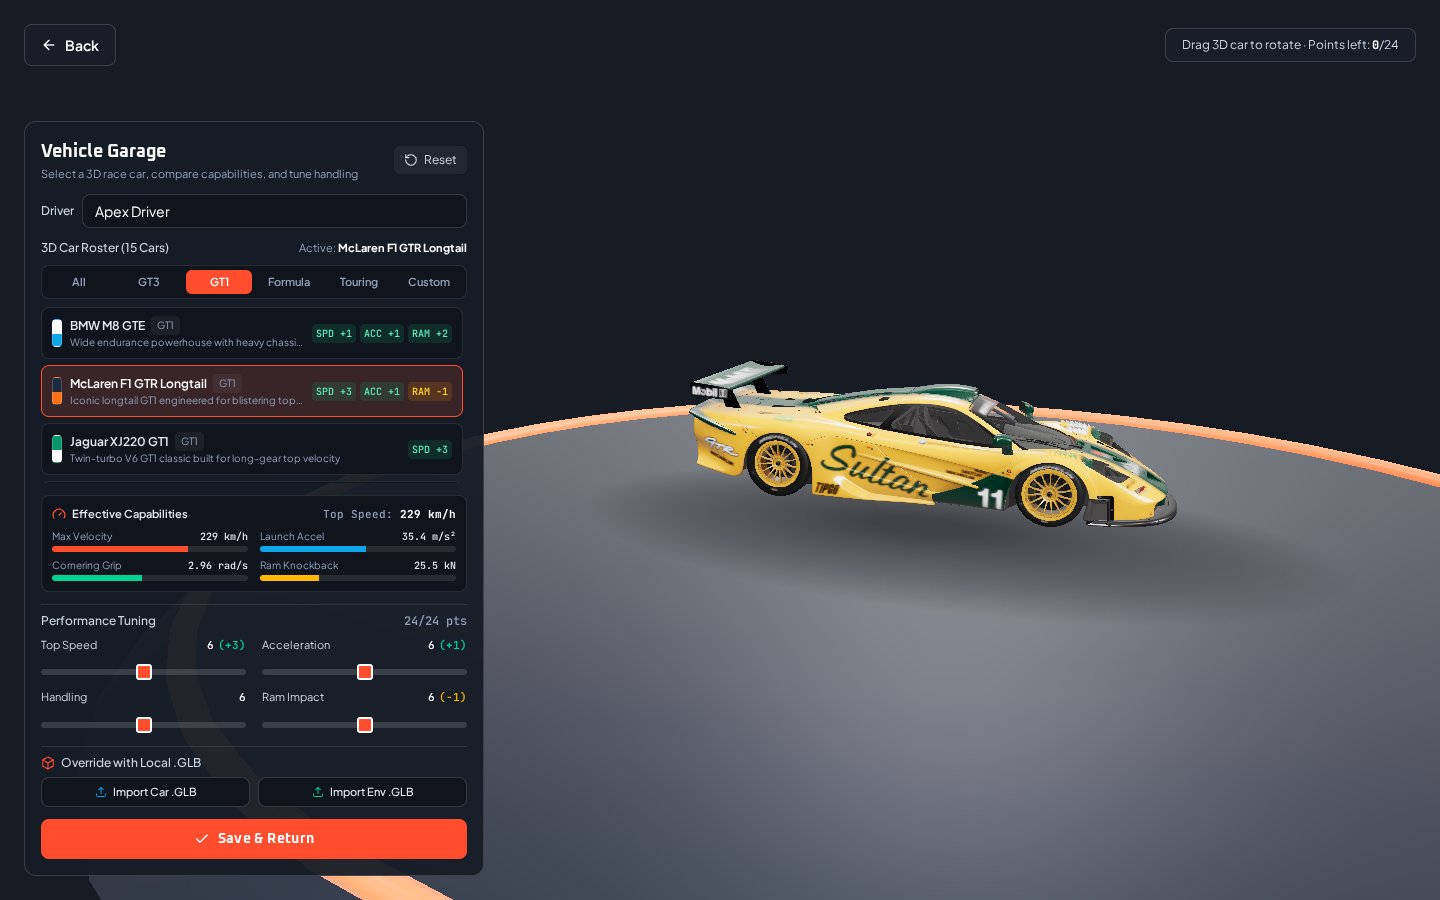 Back
Drag 3D car to rotate · Points left: 0/24
Vehicle Garage
Select a 3D race car, compare capabilities, and tune handling
Reset
Driver
Apex Driver
3D Car Roster (15 Cars)
Active: McLaren F1 GTR Longtail
All GT3 GT1 Formula Touring Custom
BMW M8 GTE GT1
Wide endurance powerhouse with heavy chassi...
SPD +1 ACC +1 RAM +2
McLaren F1 GTR Longtail GT1
Iconic longtail GT1 engineered for blistering top...
SPD +3 ACC +1 RAM -1
Jaguar XJ220 GT1 GT1
Twin-turbo V6 GT1 classic built for long-gear top velocity
SPD +3
Effective Capabilities
Top Speed: 229 km/h
Max Velocity 229 km/h
Launch Accel 35.4 m/s²
Cornering Grip 2.96 rad/s
Ram Knockback 25.5 kN
Performance Tuning
24/24 pts
Top Speed 6 (+3)
Acceleration 6 (+1)
Handling 6
Ram Impact 6 (-1)
Override with Local .GLB
Import Car .GLB
Import Env .GLB
Save & Return
Mobil 1
GTR
Sultan
TIPCO
11